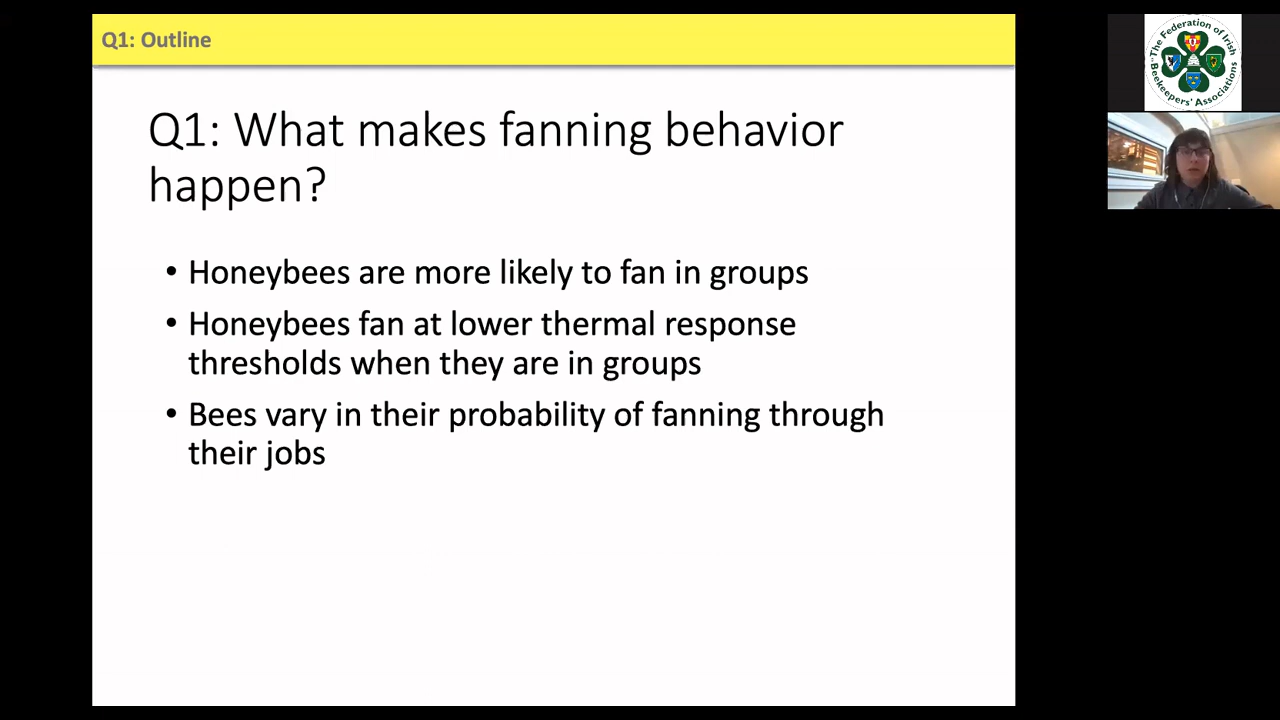 Q1: Outline
Q1: What makes fanning behavior
happen?
• Honeybees are more likely to fan in groups
• Honeybees fan at lower thermal response
thresholds when they are in groups
• Bees vary in their probability of fanning through
their jobs
The Federation of Irish
Beekeepers' Associations